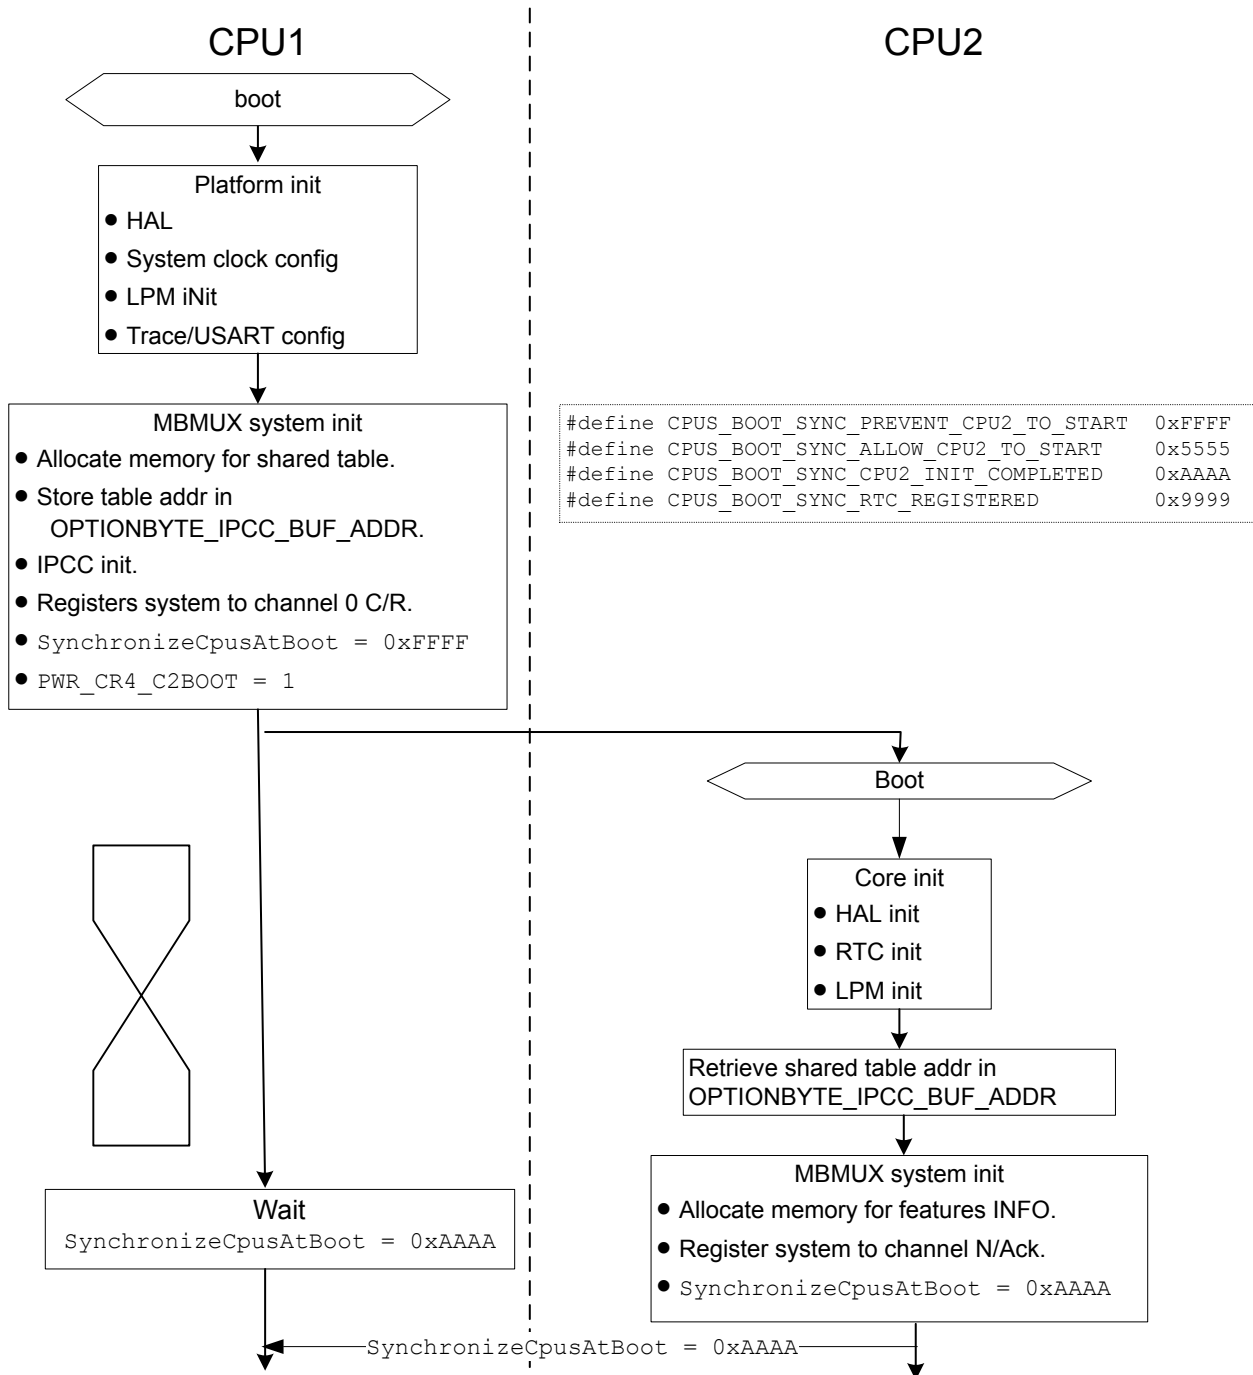 CPU1
CPU2
boot
Platform init
● HAL
● System clock config
● LPM iNit
● Trace/USART config
MBMUX system init
● Allocate memory for shared table.
● Store table addr in
OPTIONBYTE_IPCC_BUF_ADDR.
● IPCC init.
● Registers system to channel 0 C/R.
● SynchronizeCpusAtBoot = 0xFFFF
● PWR_CR4_C2BOOT = 1
#define CPUS_BOOT_SYNC_PREVENT_CPU2_TO_START 0xFFFF
#define CPUS_BOOT_SYNC_ALLOW_CPU2_TO_START 0x5555
#define CPUS_BOOT_SYNC_CPU2_INIT_COMPLETED 0xAAAA
#define CPUS_BOOT_SYNC_RTC_REGISTERED 0x9999
Boot
Core init
● HAL init
● RTC init
● LPM init
Retrieve shared table addr in
OPTIONBYTE_IPCC_BUF_ADDR
MBMUX system init
● Allocate memory for features INFO.
● Register system to channel N/Ack.
● SynchronizeCpusAtBoot = 0xAAAA
Wait
SynchronizeCpusAtBoot = 0xAAAA
SynchronizeCpusAtBoot = 0xAAAA